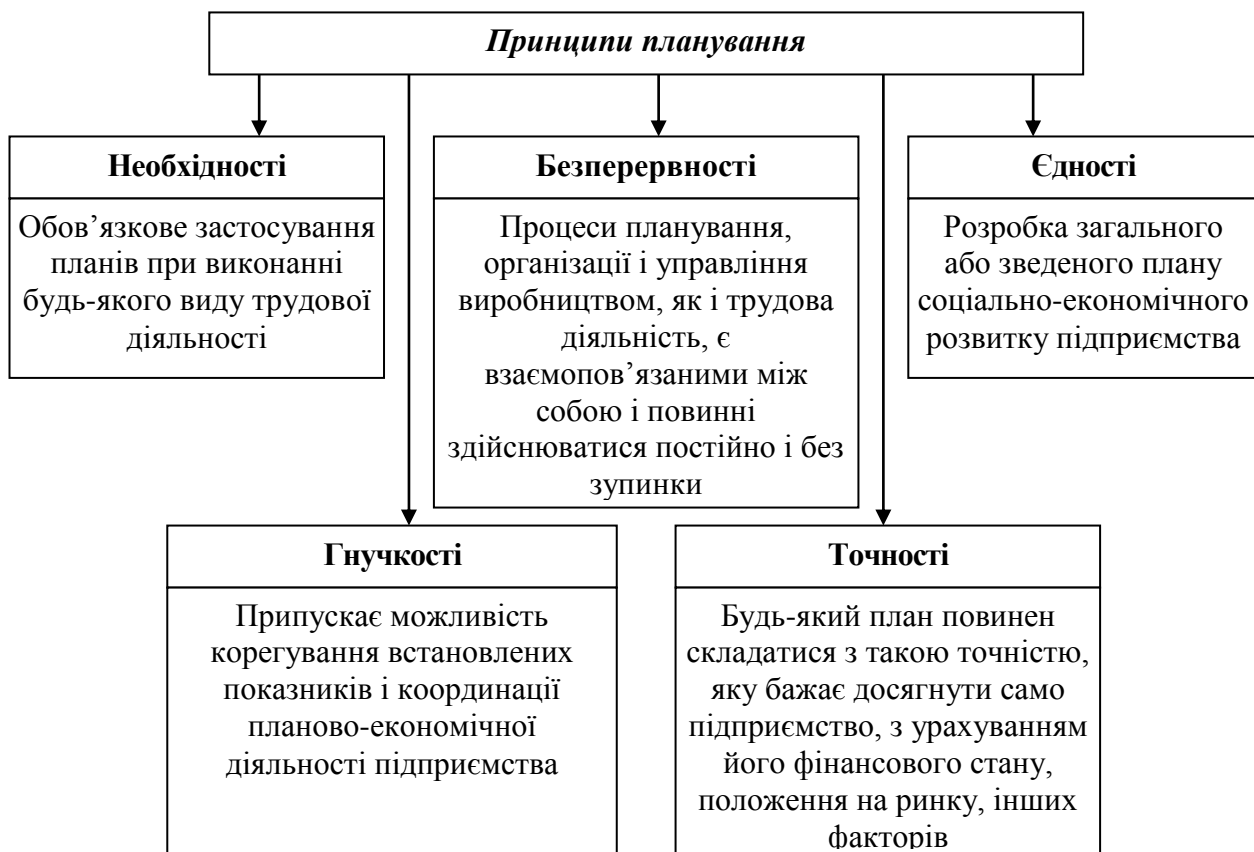 Принципи планування
Необхідності
Обов’язкове застосування
планів при виконанні
будь-якого виду трудової
діяльності
Безперервності
Процеси планування,
організації і управління
виробництвом, як і трудова
діяльність, є
взаємопов’язаними між
собою і повинні
здійснюватися постійно і без
зупинки
Єдності
Розробка загального
або зведеного плану
соціально-економічного
розвитку підприємства
Гнучкості
Припускає можливість
корегування встановлених
показників і координації
планово-економічної
діяльності підприємства
Точності
Будь-який план повинен
складатися з такою точністю,
яку бажає досягнути само
підприємство, з урахуванням
його фінансового стану,
положення на ринку, інших
факторів